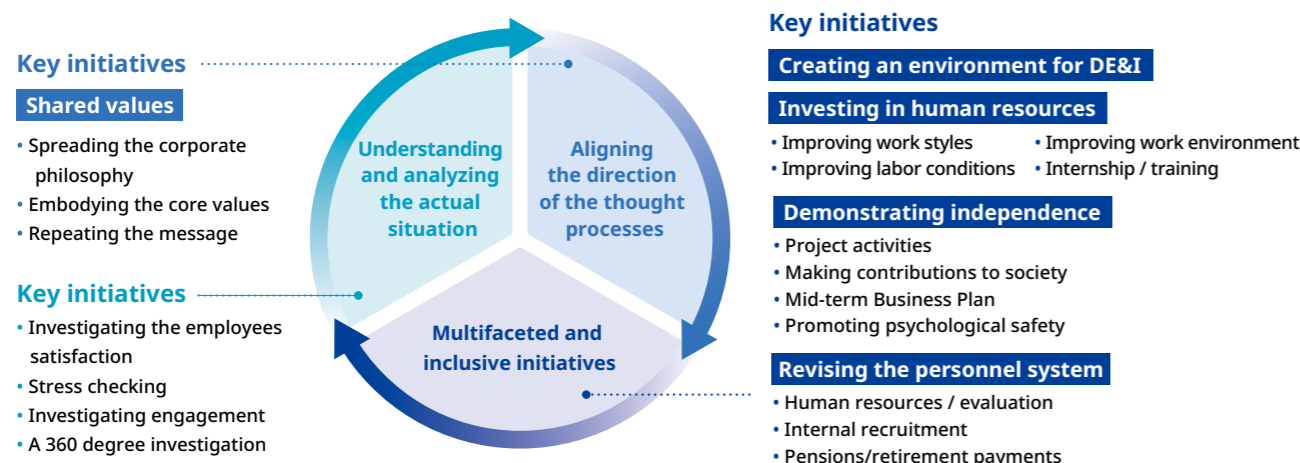 Key initiatives
Shared values
• Spreading the corporate
philosophy
• Embodying the core values
• Repeating the message
Key initiatives
• Investigating the employees
satisfaction
• Stress checking
• Investigating engagement
• A 360 degree investigation
Understanding
and analyzing
the actual
situation
Aligning
the direction
of the thought
processes
Multifaceted and
inclusive initiatives
Key initiatives
Creating an environment for DE&I
Investing in human resources
• Improving work styles • Improving work environment
• Improving labor conditions • Internship / training
Demonstrating independence
• Project activities
• Making contributions to society
• Mid-term Business Plan
• Promoting psychological safety
Revising the personnel system
• Human resources / evaluation
• Internal recruitment
• Pensions/retirement payments